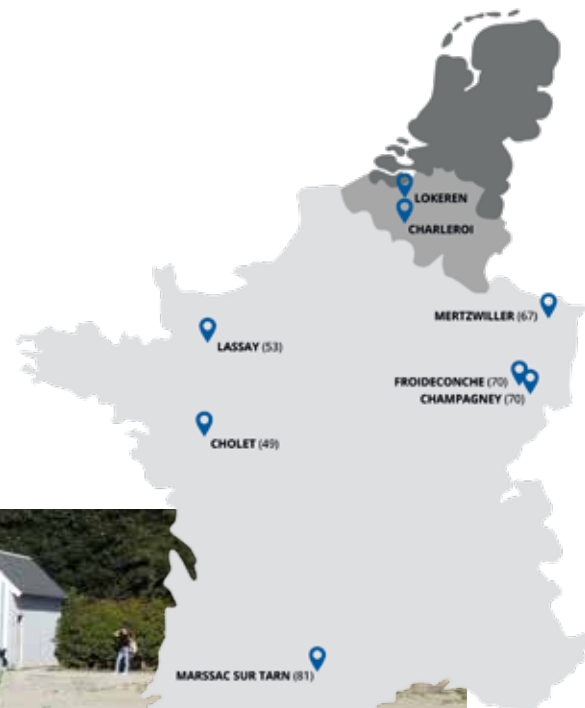 LOKEREN
CHARLEROI
MERTZWILLER (67)
LASSAY (53)
FROIDECONCHE (70)
CHAMPAGNEY (70)
CHOLET (49)
MARSSAC SUR TARN (81)